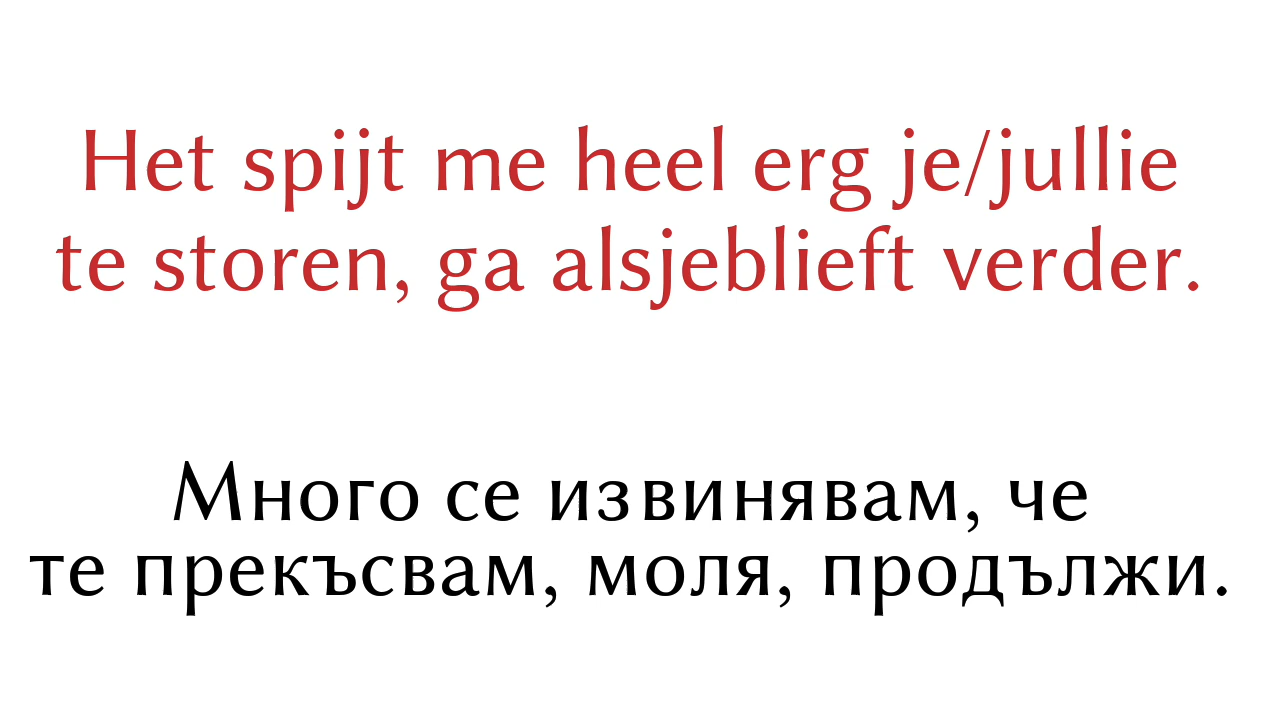 Het spijt me heel erg je/jullie
te storen, ga alsjeblieft verder.
Много се извинявам, че
те прекъсвам, моля, продължи.